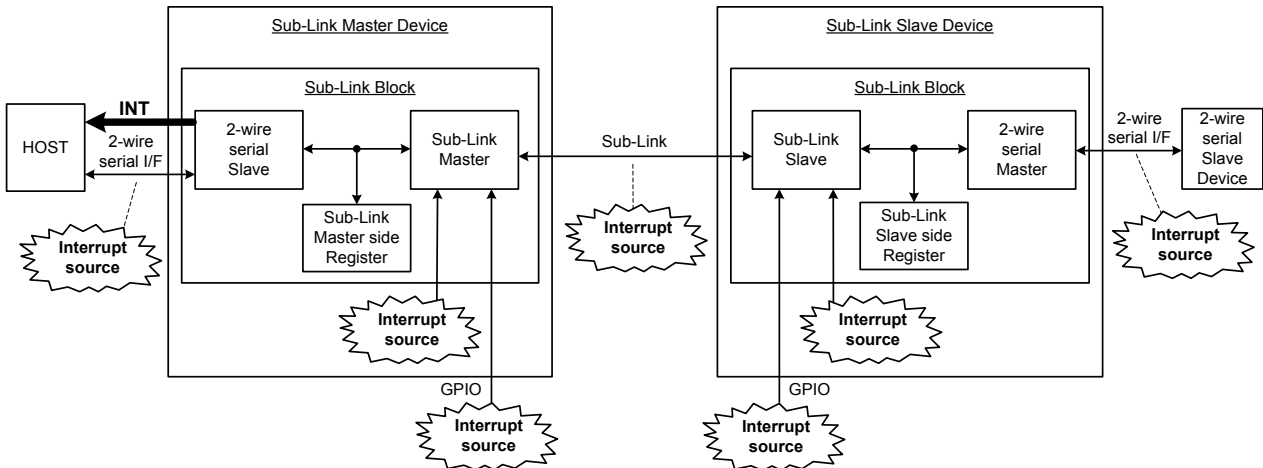 Sub-Link Master Device
Sub-Link Slave Device
Sub-Link Block
Sub-Link Block
HOST
INT
2-wire
serial I/F
2-wire
serial
Slave
Sub-Link
Master
Sub-Link
Sub-Link
Slave
2-wire
serial
Master
2-wire
serial I/F
2-wire
serial
Slave
Device
Sub-Link
Master side
Register
Sub-Link
Slave side
Register
Interrupt
source
Interrupt
source
Interrupt
source
Interrupt
source
Interrupt
source
GPIO
GPIO
Interrupt
source
Interrupt
source